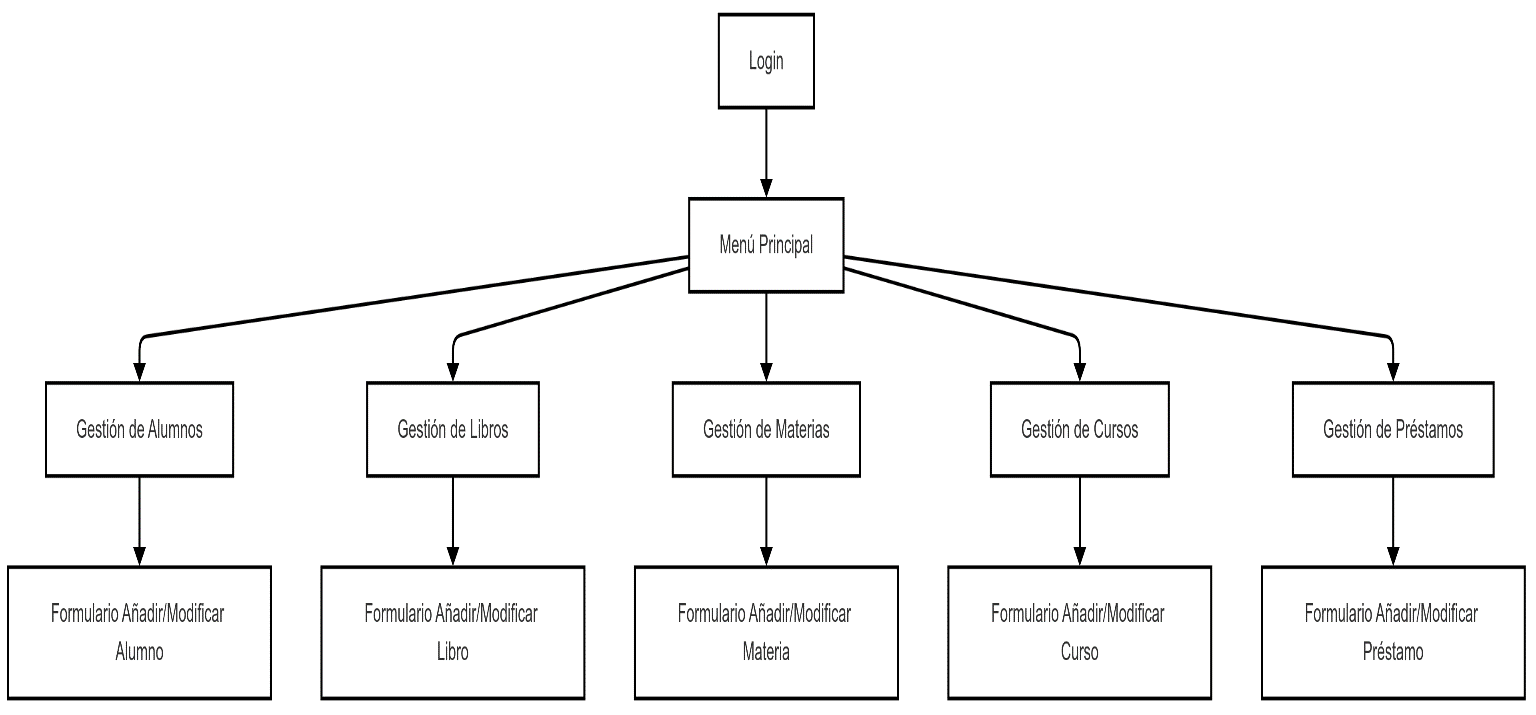 Login
Menú Principal
Gestión de Alumnos
Gestión de Libros
Gestión de Materias
Gestión de Cursos
Gestión de Préstamos
Formulario Añadir/Modificar
Alumno
Formulario Añadir/Modificar
Libro
Formulario Añadir/Modificar
Materia
Formulario Añadir/Modificar
Curso
Formulario Añadir/Modificar
Préstamo